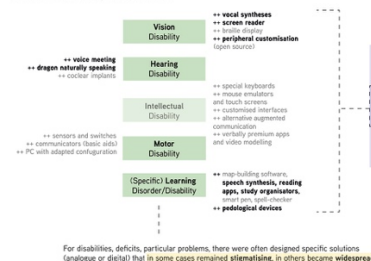 Vision
Disability
++ vocal syntheses
++ screen reader
++ braille display
++ peripheral customisation
(open source)
++ voice meeting
++ dragon naturally speaking
++ coclear implants
Hearing
Disability
Intellectual
Disability
++ special keyboards
++ mouse emulators
and touch screens
++ customised interfaces
++ alternative augmented
communication
++ verbally premium apps
and video modelling
++ sensors and switches
++ communicators (basic aids)
++ PC with adapted confuguration
Motor
Disability
(Specific) Learning
Disorder/Disability
++ map-building software,
speech synthesis, reading
apps, study organisators,
smart pen, spell-checker
++ pedological devices
For disabilities, deficits, particular problems, there were often designed specific solutions
(analogue or digital) that in some cases remained stigmatising, in others became widesprea